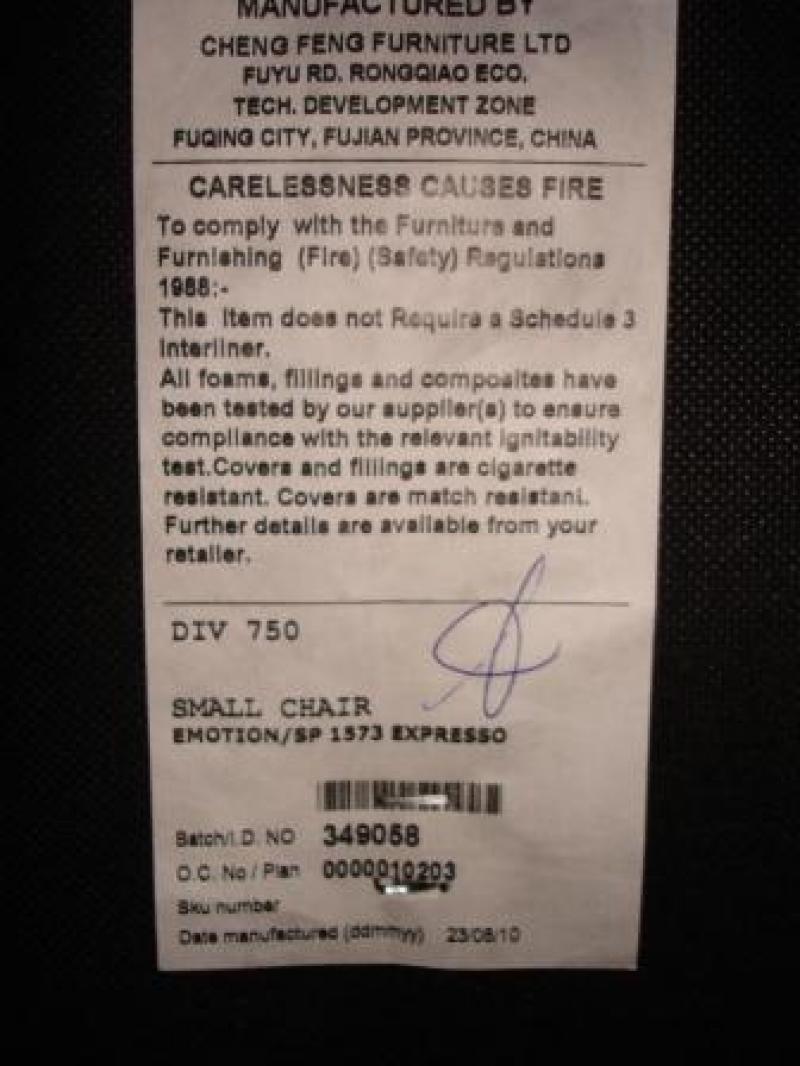 MANUFACTURED BY
CHENG FENG FURNITURE LTD
FUYU RD. RONGQIAO ECO.
TECH. DEVELOPMENT ZONE
FUQING CITY, FUJIAN PROVINCE, CHINA
CARELESSNESS CAUSES FIRE
To comply with the Furniture and
Furnishing (Fire) (Safety) Regulations
1988:-
This item does not Require a Schedule 3
Interliner.
All foams, fillings and composites have
been tested by our supplier(s) to ensure
compliance with the relevant ignitability
test.Covers and fillings are cigarette
resistant. Covers are match resistant.
Further details are available from your
retailer.
DIV 750
SMALL CHAIR
EMOTION/SP 1573 EXPRESSO
Batch/I.D. NO 349058
O.C. No / Plan 0000010203
Sku number
Date manufactured (ddmmyy) 23/08/10